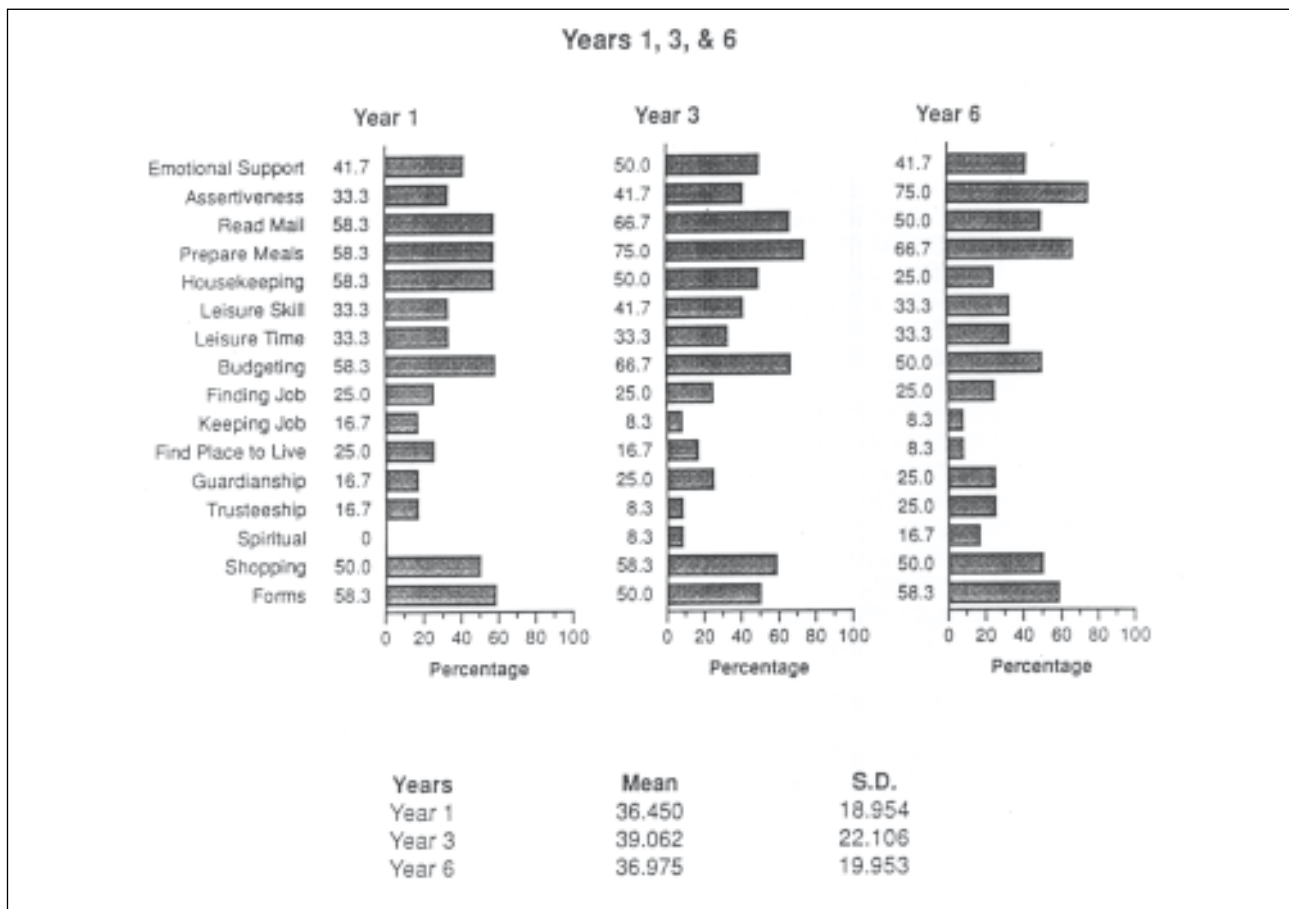 Years 1, 3, & 6
Year 1 Year 3 Year 6
Emotional Support 41.7 50.0 41.7
Assertiveness 33.3 41.7 75.0
Read Mail 58.3 66.7 50.0
Prepare Meals 58.3 75.0 66.7
Housekeeping 58.3 50.0 25.0
Leisure Skill 33.3 41.7 33.3
Leisure Time 33.3 33.3 33.3
Budgeting 58.3 66.7 50.0
Finding Job 25.0 25.0 25.0
Keeping Job 16.7 8.3 8.3
Find Place to Live 25.0 16.7 8.3
Guardianship 16.7 25.0 25.0
Trusteeship 16.7 8.3 25.0
Spiritual 0 8.3 16.7
Shopping 50.0 58.3 50.0
Forms 58.3 50.0 58.3
0 20 40 60 80 100 0 20 40 60 80 100 0 20 40 60 80 100
Percentage Percentage Percentage
Years Mean S.D.
Year 1 36.450 18.954
Year 3 39.062 22.106
Year 6 36.975 19.953